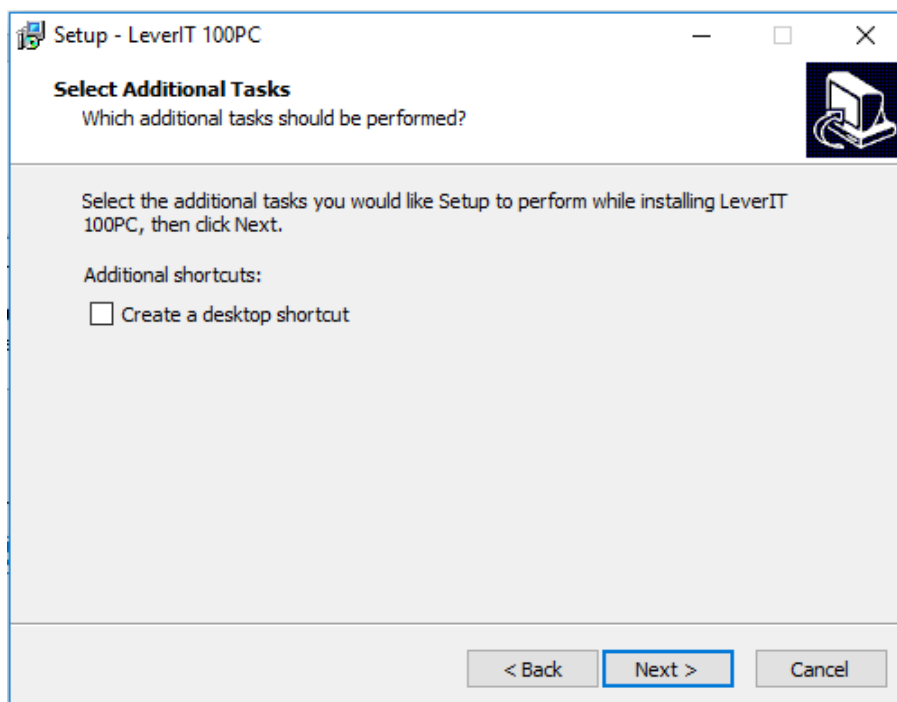 Setup - LeverIT 100PC
Select Additional Tasks
Which additional tasks should be performed?
Select the additional tasks you would like Setup to perform while installing LeverIT
100PC, then click Next.
Additional shortcuts:
Create a desktop shortcut
< Back
Next >
Cancel